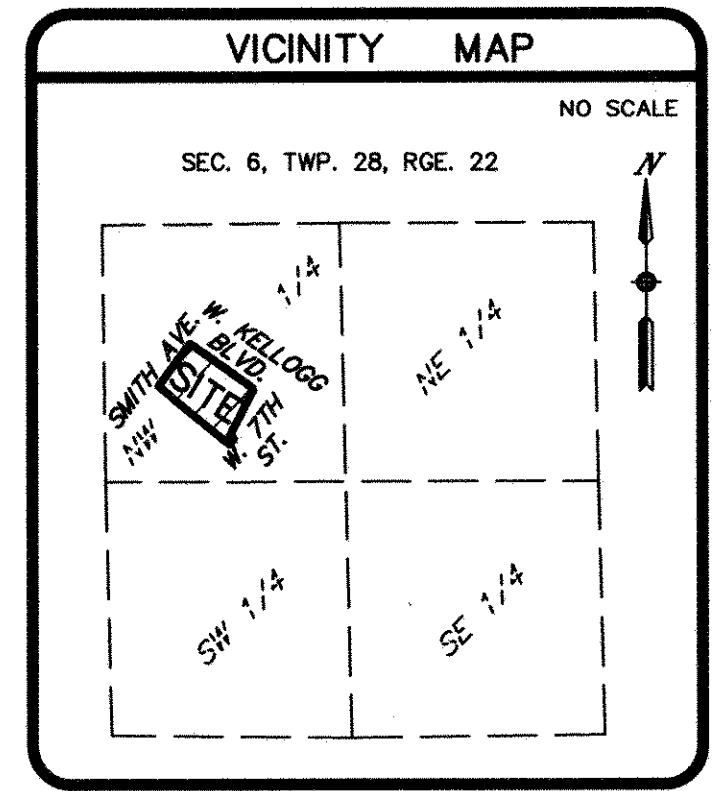 VICINITY MAP
NO SCALE
SEC. 6, TWP. 28, RGE. 22
N
NW 1/4
SMITH AVE.
W. KELLOGG
BLVD.
SITE
W. 7TH
ST.
NE 1/4
SW 1/4
SE 1/4